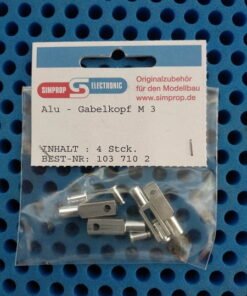 SIMPROP ELECTRONIC
Originalzubehör
für den Modellbau
www.simprop.com
Alu - Gabelkopf M 3
INHALT : 4 Stck.
BEST-NR: 103 710 2